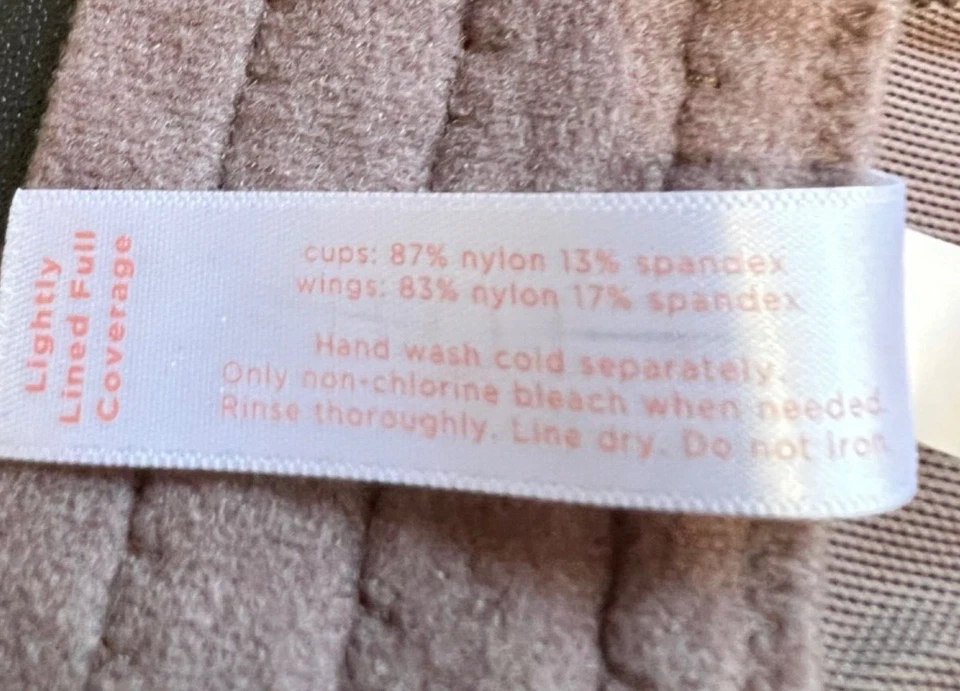 Lightly
Lined Full
Coverage
cups: 87% nylon 13% spandex
wings: 83% nylon 17% spandex
Hand wash cold separately.
Only non-chlorine bleach when needed.
Rinse thoroughly. Line dry. Do not Iron.